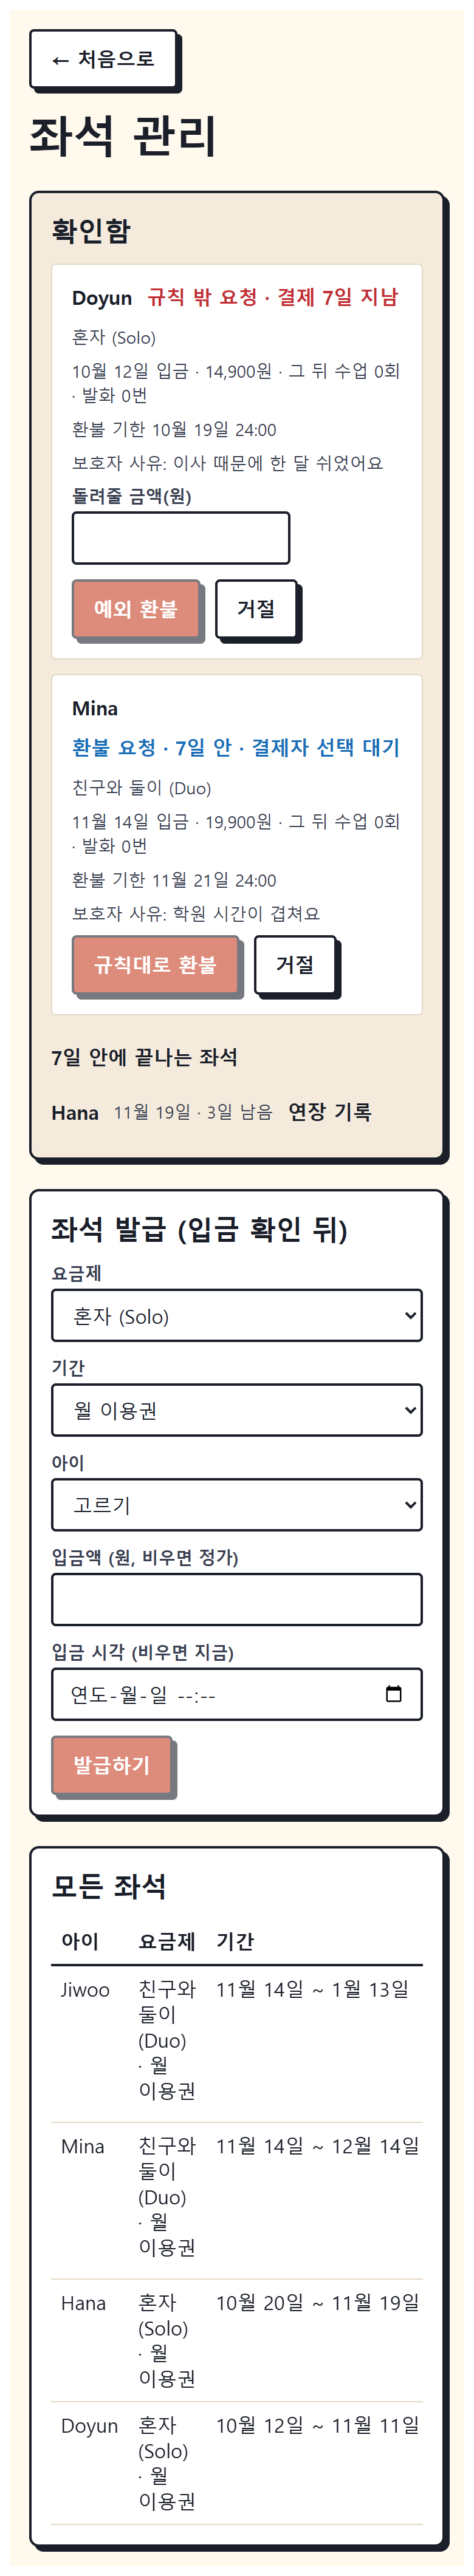 ← 처음으로
좌석 관리
확인함
Doyun 규칙 밖 요청 · 결제 7일 지남
혼자 (Solo)
10월 12일 입금 · 14,900원 · 그 뒤 수업 0회
· 발화 0번
환불 기한 10월 19일 24:00
보호자 사유: 이사 때문에 한 달 쉬었어요
돌려줄 금액(원)
예외 환불 거절
Mina
환불 요청 · 7일 안 · 결제자 선택 대기
친구와 둘이 (Duo)
11월 14일 입금 · 19,900원 · 그 뒤 수업 0회
· 발화 0번
환불 기한 11월 21일 24:00
보호자 사유: 학원 시간이 겹쳐요
규칙대로 환불 거절
7일 안에 끝나는 좌석
Hana 11월 19일 · 3일 남음 연장 기록
좌석 발급 (입금 확인 뒤)
요금제
혼자 (Solo)
기간
월 이용권
아이
고르기
입금액 (원, 비우면 정가)
입금 시각 (비우면 지금)
연도-월-일 --:--
발급하기
모든 좌석
아이 요금제 기간
Jiwoo 친구와 11월 14일 ~ 1월 13일
둘이
(Duo)
· 월
이용권
Mina 친구와 11월 14일 ~ 12월 14일
둘이
(Duo)
· 월
이용권
Hana 혼자 10월 20일 ~ 11월 19일
(Solo)
· 월
이용권
Doyun 혼자 10월 12일 ~ 11월 11일
(Solo)
· 월
이용권